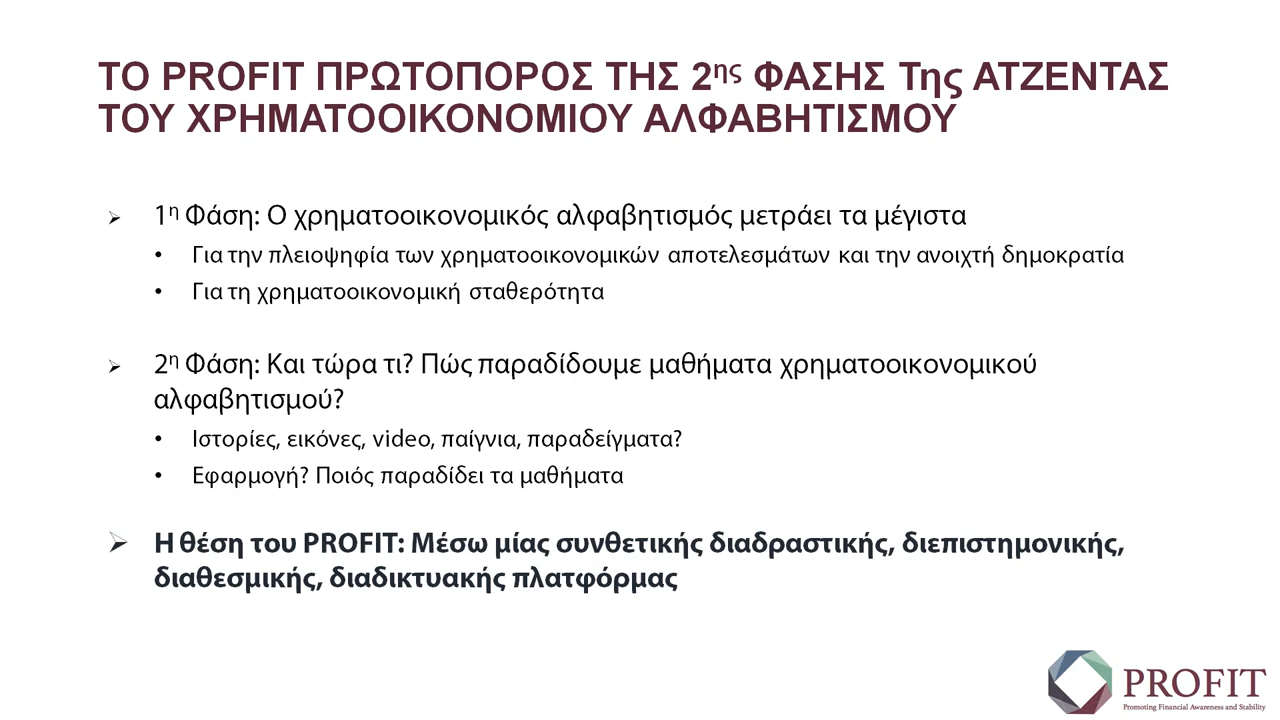 ΤΟ PROFIT ΠΡΩΤΟΠΟΡΟΣ ΤΗΣ 2ης ΦΑΣΗΣ Της ΑΤΖΕΝΤΑΣ
ΤΟΥ ΧΡΗΜΑΤΟΟΙΚΟΝΟΜΙΟΥ ΑΛΦΑΒΗΤΙΣΜΟΥ
➢ 1η Φάση: Ο χρηματοοικονομικός αλφαβητισμός μετράει τα μέγιστα
• Για την πλειοψηφία των χρηματοοικονομικών αποτελεσμάτων και την ανοιχτή δημοκρατία
• Για τη χρηματοοικονομική σταθερότητα
➢ 2η Φάση: Και τώρα τι? Πώς παραδίδουμε μαθήματα χρηματοοικονομικού
αλφαβητισμού?
• Ιστορίες, εικόνες, video, παίγνια, παραδείγματα?
• Εφαρμογή? Ποιός παραδίδει τα μαθήματα
➢ Η θέση του PROFIT: Μέσω μίας συνθετικής διαδραστικής, διεπιστημονικής,
διαθεσμικής, διαδικτυακής πλατφόρμας
PROFIT
Promoting Financial Awareness and Stability